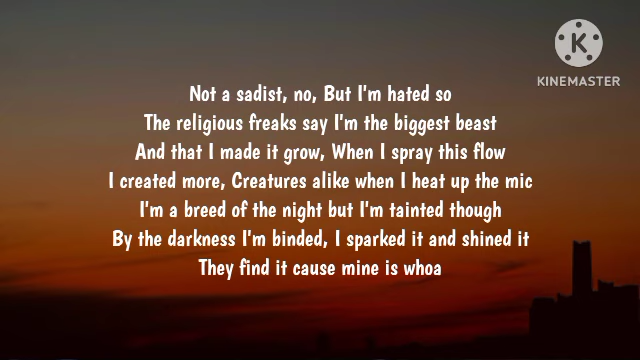 KINEMASTER
Not a sadist, no, But I'm hated so
The religious freaks say I'm the biggest beast
And that I made it grow, When I spray this flow
I created more, Creatures alike when I heat up the mic
I'm a breed of the night but I'm tainted though
By the darkness I'm binded, I sparked it and shined it
They find it cause mine is whoa